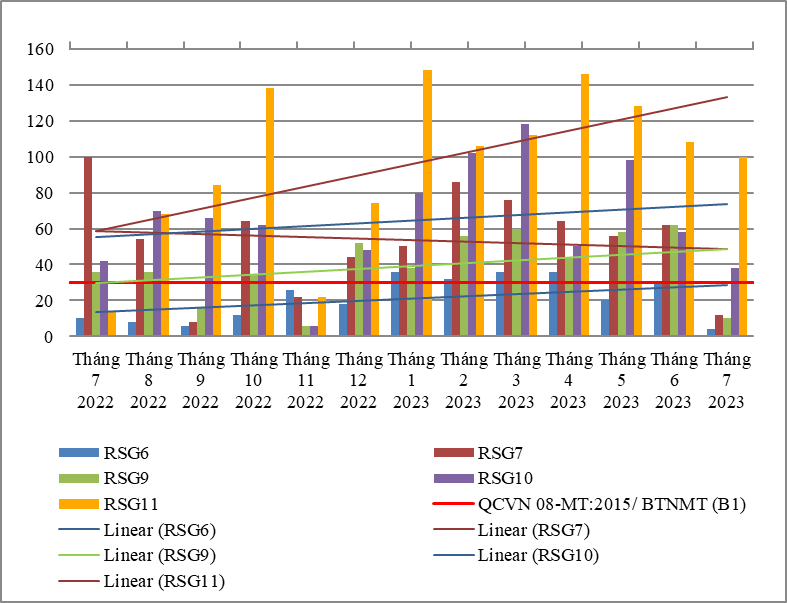 160
140
120
100
80
60
40
20
0
Tháng Tháng Tháng Tháng Tháng Tháng Tháng Tháng Tháng Tháng Tháng Tháng Tháng
7 8 9 10 11 12 1 2 3 4 5 6 7
2022 2022 2022 2022 2022 2022 2023 2023 2023 2023 2023 2023 2023
RSG6 RSG7
RSG9 RSG10
RSG11 QCVN 08-MT:2015/ BTNMT (B1)
Linear (RSG6) Linear (RSG7)
Linear (RSG9) Linear (RSG10)
Linear (RSG11)